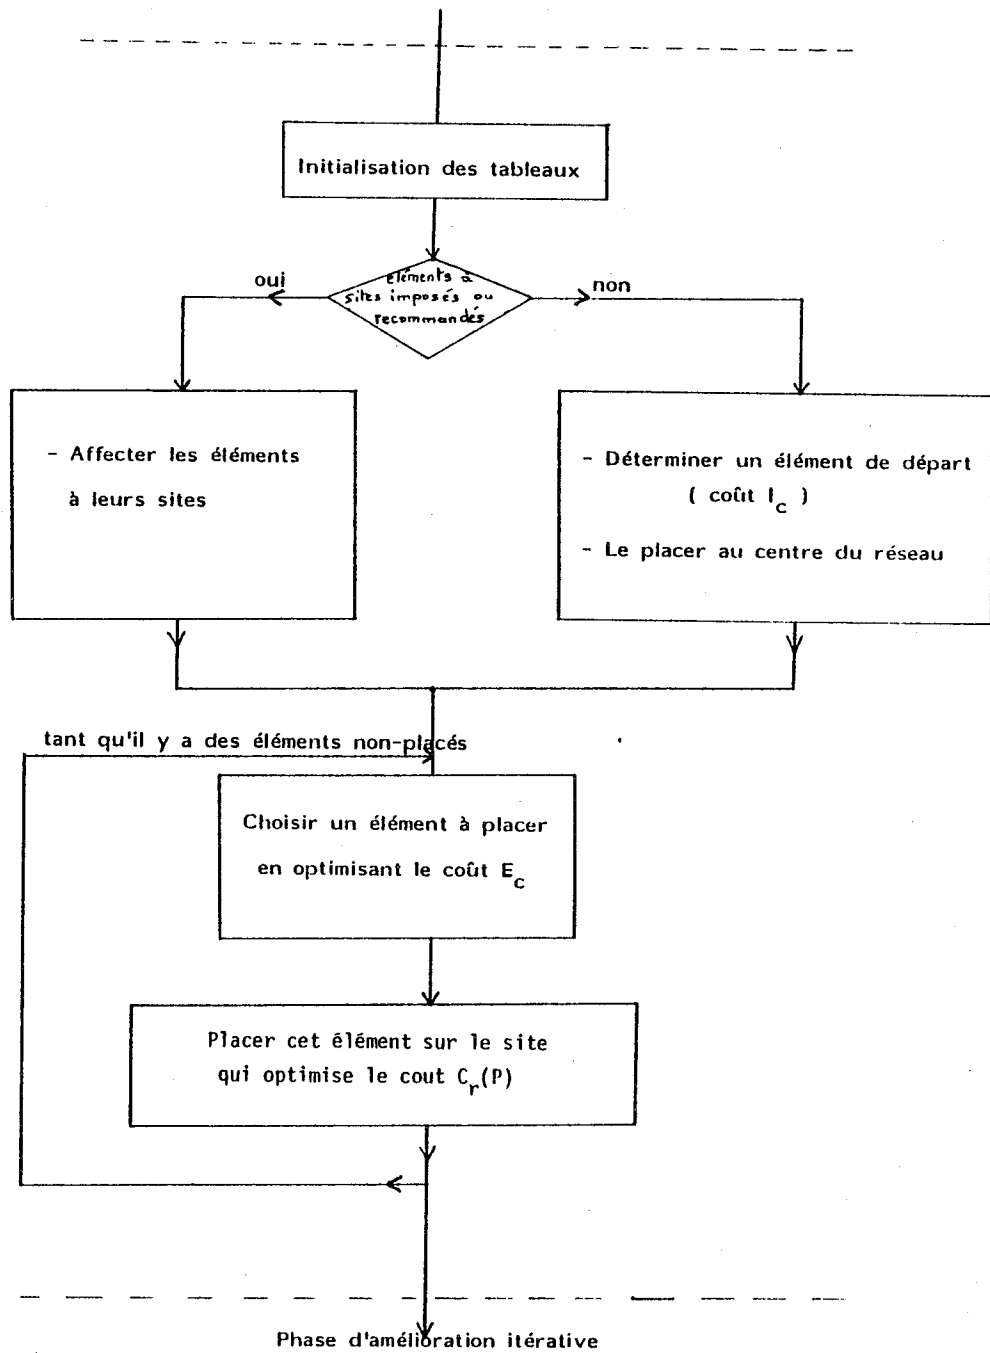 Initialisation des tableaux
éléments à
sites imposés ou
recommandés
oui
non
- Affecter les éléments
à leurs sites
- Déterminer un élément de départ
( coût I_c )
- Le placer au centre du réseau
tant qu'il y a des éléments non-placés
Choisir un élément à placer
en optimisant le coût E_c
Placer cet élément sur le site
qui optimise le cout C_r(P)
Phase d'amélioration itérative